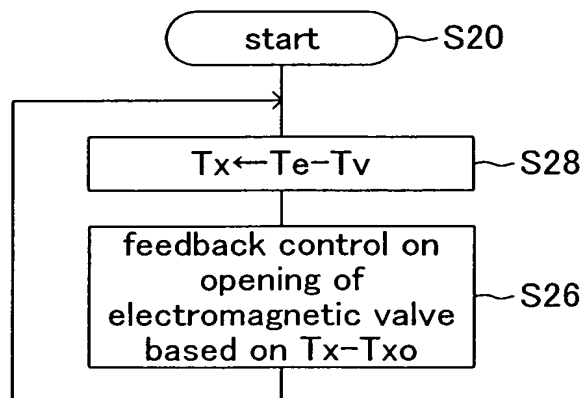 start
S20
Tx←Te−Tv
S28
feedback control on
opening of
electromagnetic valve
based on Tx−Txo
S26